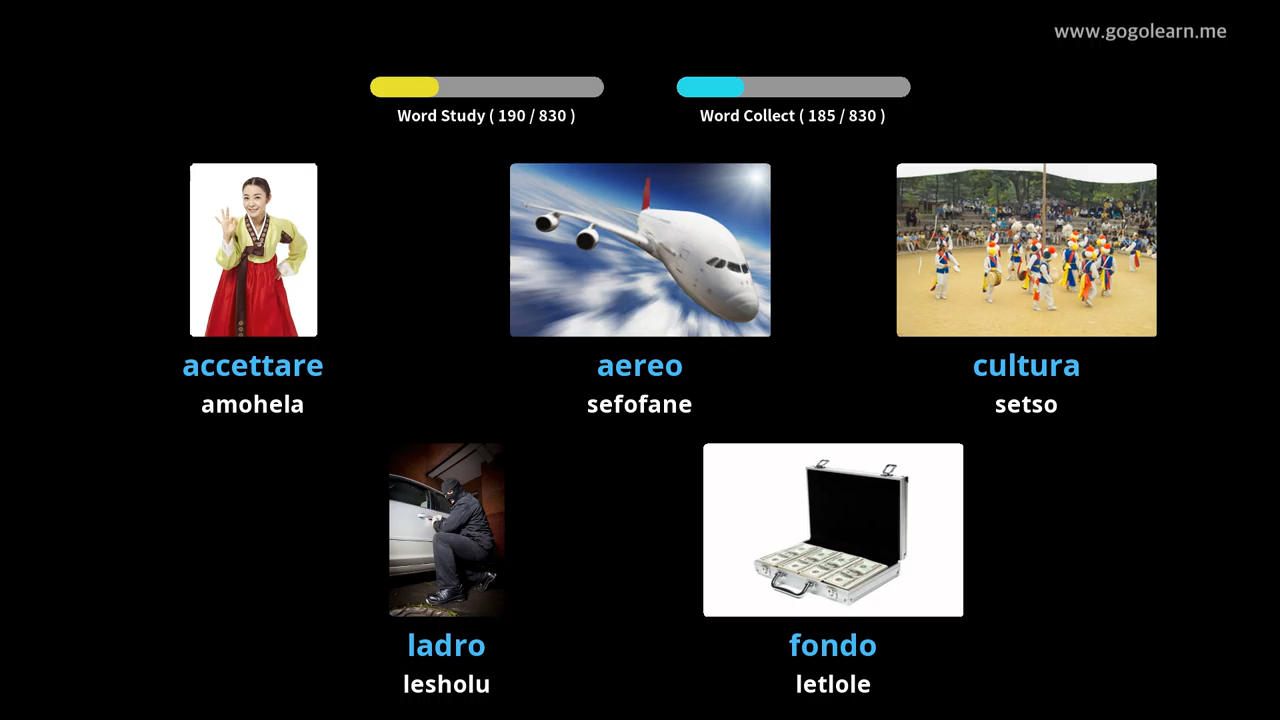 www.gogolearn.me
Word Study ( 190 / 830 )
Word Collect ( 185 / 830 )
accettare
amohela
aereo
sefofane
cultura
setso
ladro
lesholu
fondo
letlole